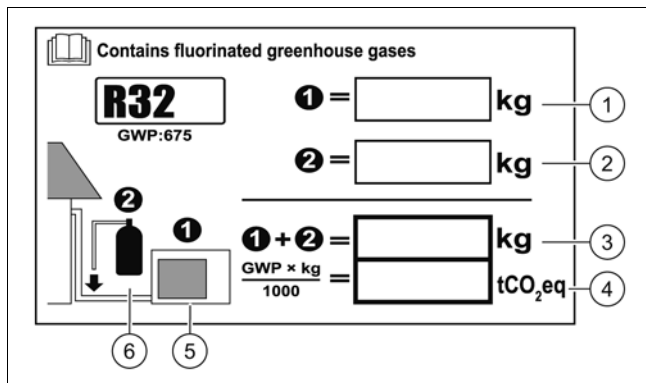 Contains fluorinated greenhouse gases
R32
GWP:675
❶= kg ①
❷= kg ②
❶+❷= kg ③
GWP × kg
1000
= tCO₂eq ④
❷
❶
⑥ ⑤